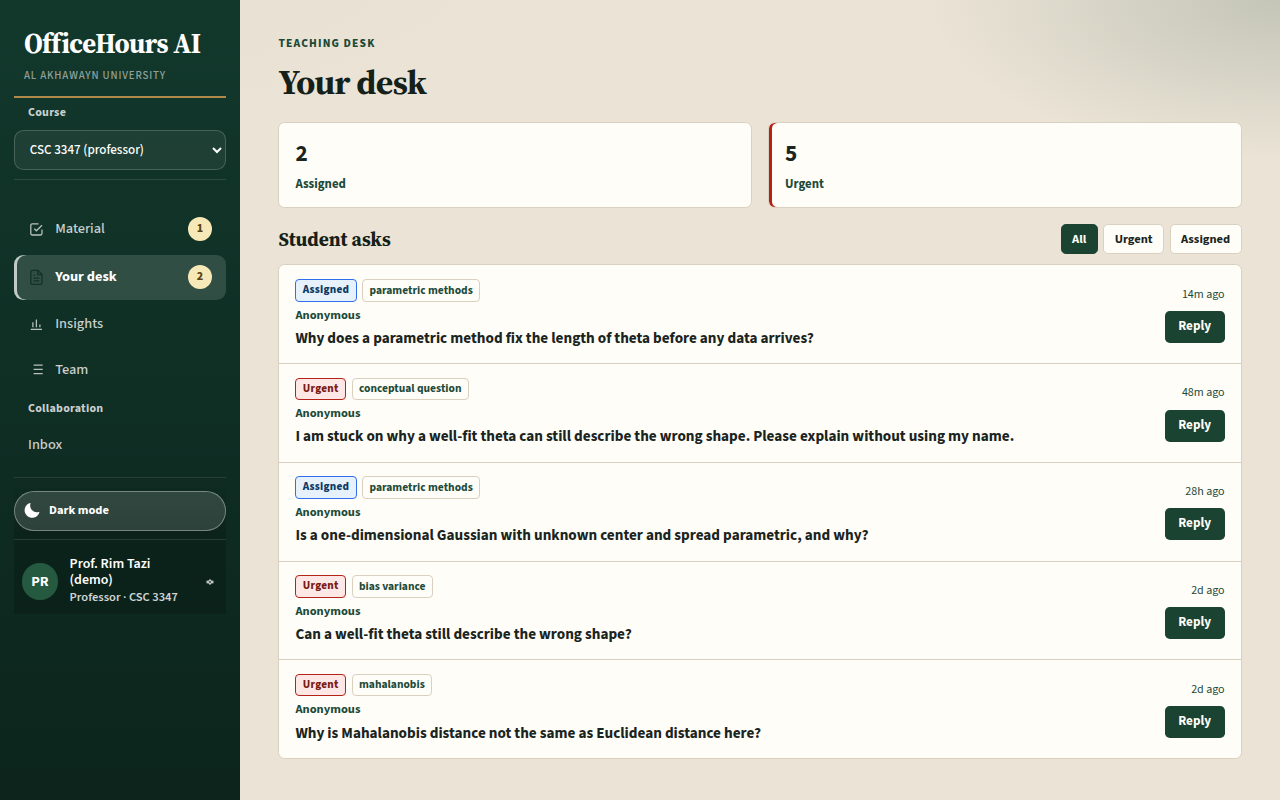 OfficeHours AI
AL AKHAWAYN UNIVERSITY
Course
CSC 3347 (professor)
Material 1
Your desk 2
Insights
Team
Collaboration
Inbox
Dark mode
PR
Prof. Rim Tazi
(demo)
Professor · CSC 3347
TEACHING DESK
Your desk
2
Assigned
5
Urgent
Student asks
All Urgent Assigned
Assigned parametric methods
14m ago
Anonymous
Why does a parametric method fix the length of theta before any data arrives?
Reply
Urgent conceptual question
48m ago
Anonymous
I am stuck on why a well-fit theta can still describe the wrong shape. Please explain without using my name.
Reply
Assigned parametric methods
28h ago
Anonymous
Is a one-dimensional Gaussian with unknown center and spread parametric, and why?
Reply
Urgent bias variance
2d ago
Anonymous
Can a well-fit theta still describe the wrong shape?
Reply
Urgent mahalanobis
2d ago
Anonymous
Why is Mahalanobis distance not the same as Euclidean distance here?
Reply